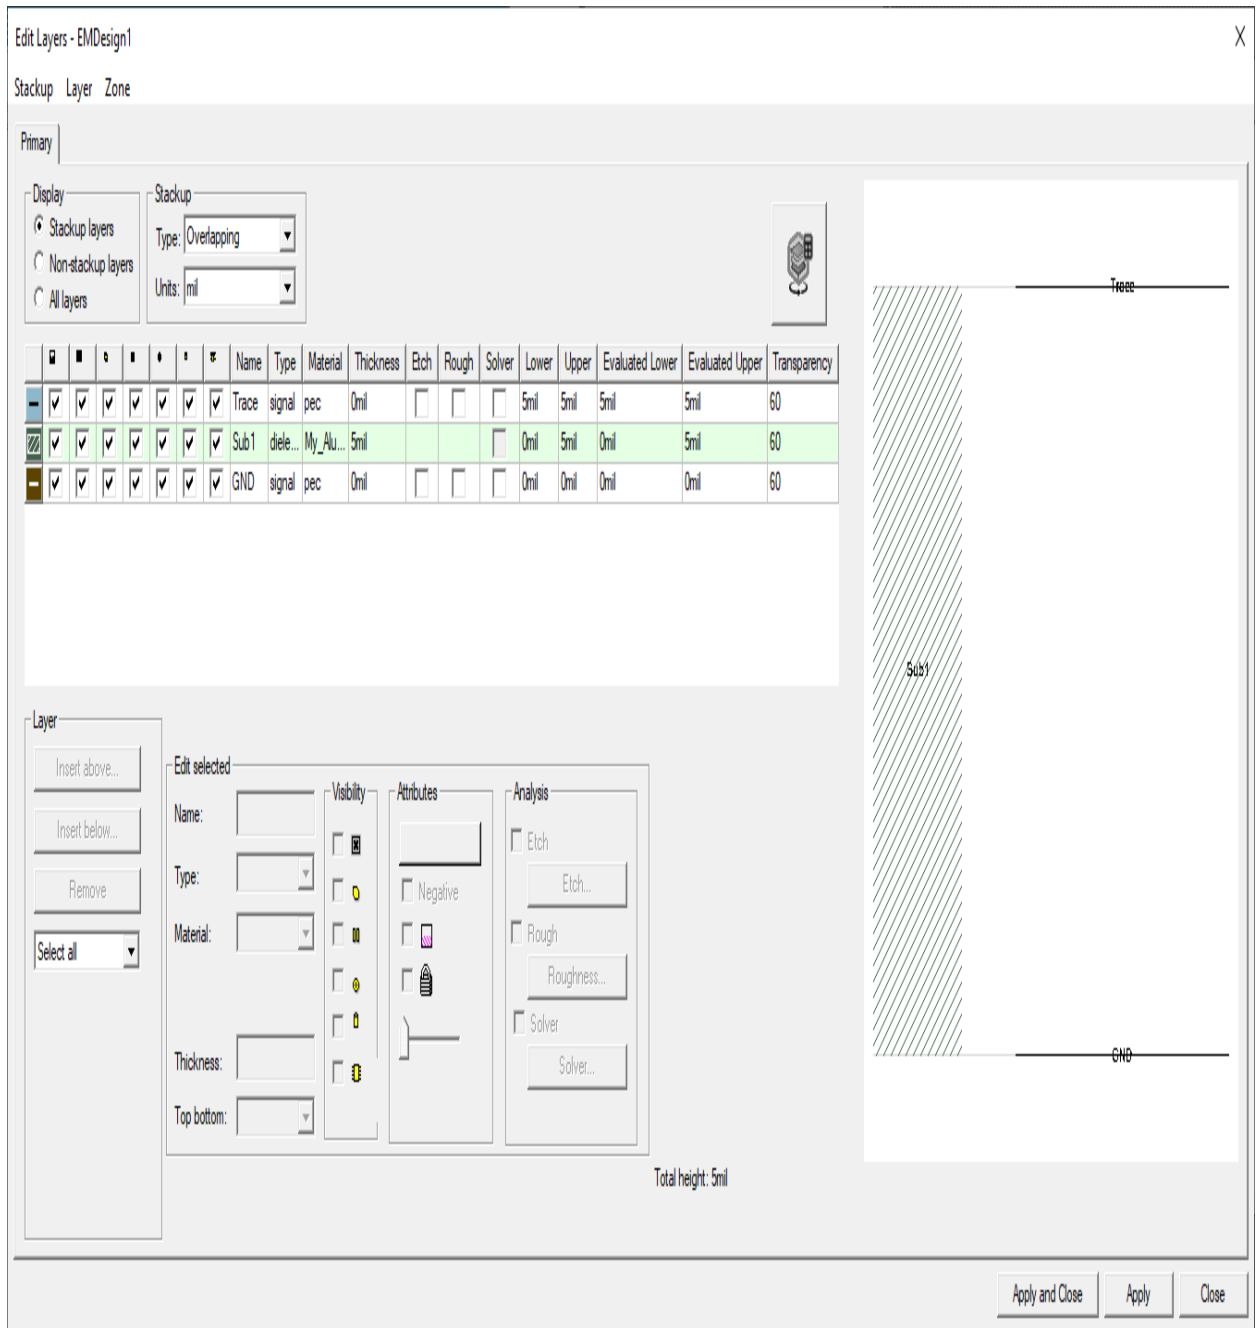 Edit Layers - EMDesign1
Stackup Layer Zone
Primary
Display
Stackup layers
Non-stackup layers
All layers
Stackup
Type: Overlapping
Units: mil
Name Type Material Thickness Etch Rough Solver Lower Upper Evaluated Lower Evaluated Upper Transparency
Trace signal pec 0mil 5mil 5mil 5mil 5mil 60
Sub1 diele... My_Alu... 5mil 0mil 5mil 0mil 5mil 60
GND signal pec 0mil 0mil 0mil 0mil 0mil 60
Trace
Sub1
GND
Layer
Insert above...
Insert below...
Remove
Select all
Edit selected
Name:
Type:
Material:
Thickness:
Top bottom:
Visibility
Attributes
Negative
Analysis
Etch
Etch...
Rough
Roughness...
Solver
Solver...
Total height: 5mil
Apply and Close Apply Close